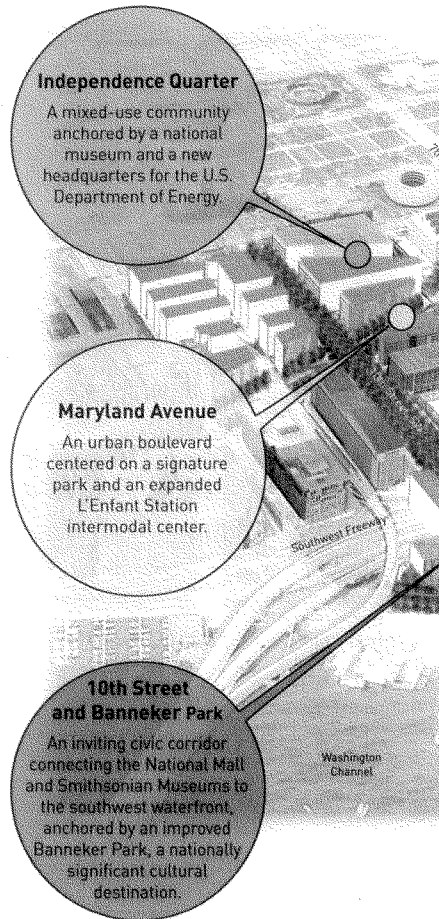 Independence Quarter
A mixed-use community
anchored by a national
museum and a new
headquarters for the U.S.
Department of Energy.
Maryland Avenue
An urban boulevard
centered on a signature
park and an expanded
L'Enfant Station
intermodal center.
Southwest Freeway
10th Street
and Banneker Park
An inviting civic corridor
connecting the National Mall
and Smithsonian Museums to
the southwest waterfront,
anchored by an improved
Banneker Park, a nationally
significant cultural
destination.
Washington
Channel